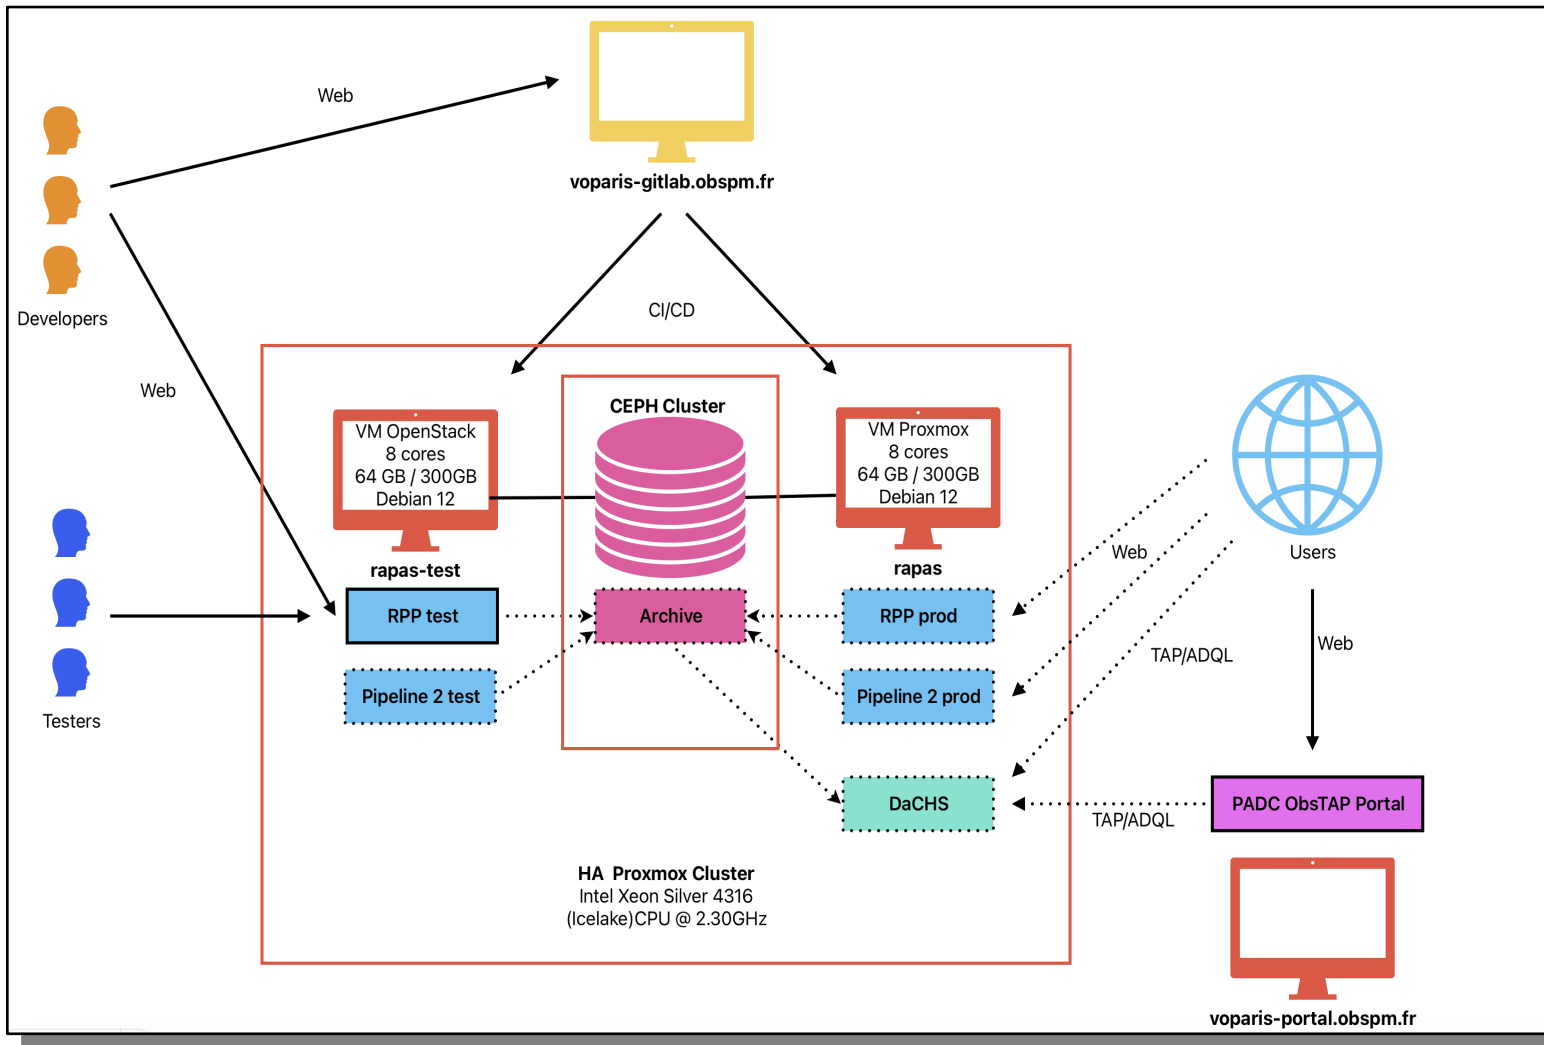 Web
voparis-gitlab.obspm.fr
Developers
CI/CD
Web
CEPH Cluster
VM OpenStack
8 cores
64 GB / 300GB
Debian 12
VM Proxmox
8 cores
64 GB / 300GB
Debian 12
rapas-test
rapas
Web
Users
RPP test
Archive
RPP prod
Web
TAP/ADQL
Pipeline 2 test
Pipeline 2 prod
Testers
DaCHS
PADC ObsTAP Portal
TAP/ADQL
HA  Proxmox Cluster
Intel Xeon Silver 4316
(Icelake)CPU @ 2.30GHz
voparis-portal.obspm.fr